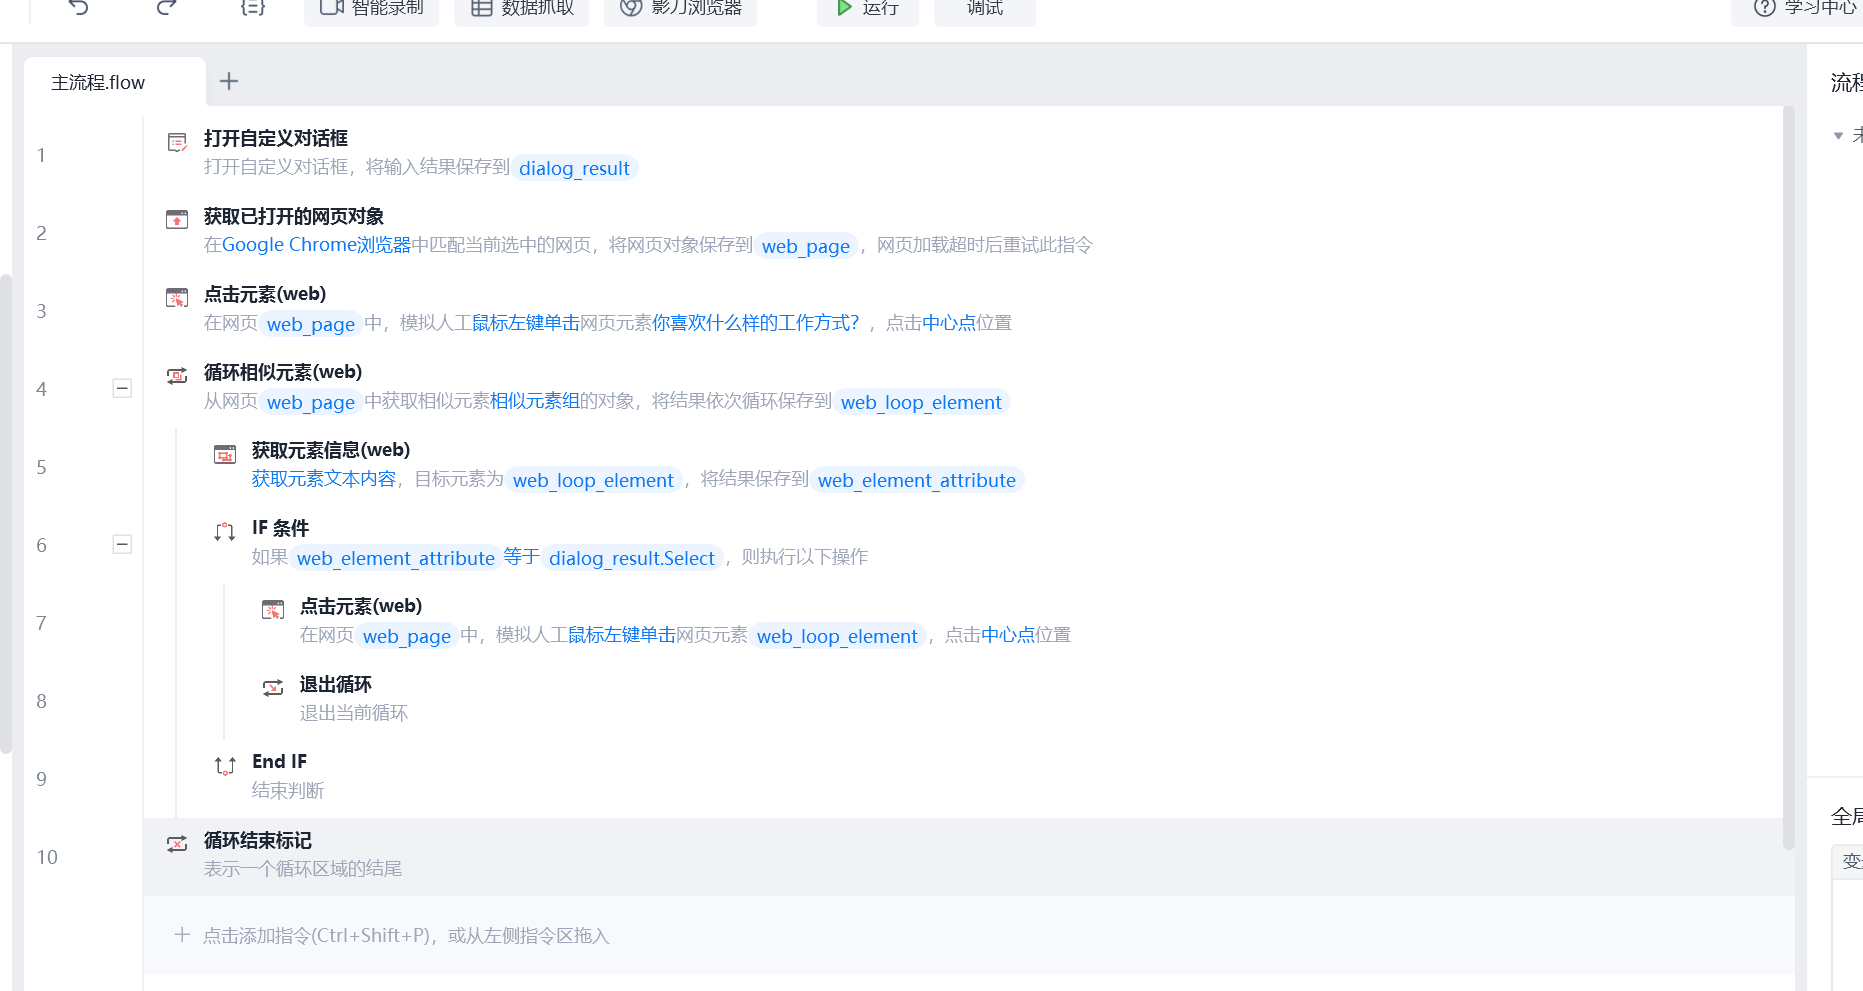 智能录制 数据抓取 影刀浏览器 运行 调试 学习中心
主流程.flow
流程
未
1
打开自定义对话框
打开自定义对话框，将输入结果保存到 dialog_result
2
获取已打开的网页对象
在Google Chrome浏览器中匹配当前选中的网页，将网页对象保存到 web_page ，网页加载超时后重试此指令
3
点击元素(web)
在网页 web_page 中，模拟人工鼠标左键单击网页元素你喜欢什么样的工作方式？，点击中心点位置
4
循环相似元素(web)
从网页 web_page 中获取相似元素相似元素组的对象，将结果依次循环保存到 web_loop_element
5
获取元素信息(web)
获取元素文本内容，目标元素为 web_loop_element ，将结果保存到 web_element_attribute
6
IF 条件
如果 web_element_attribute 等于 dialog_result.Select ，则执行以下操作
7
点击元素(web)
在网页 web_page 中，模拟人工鼠标左键单击网页元素 web_loop_element ，点击中心点位置
8
退出循环
退出当前循环
9
End IF
结束判断
全局
变
10
循环结束标记
表示一个循环区域的结尾
点击添加指令(Ctrl+Shift+P)，或从左侧指令区拖入